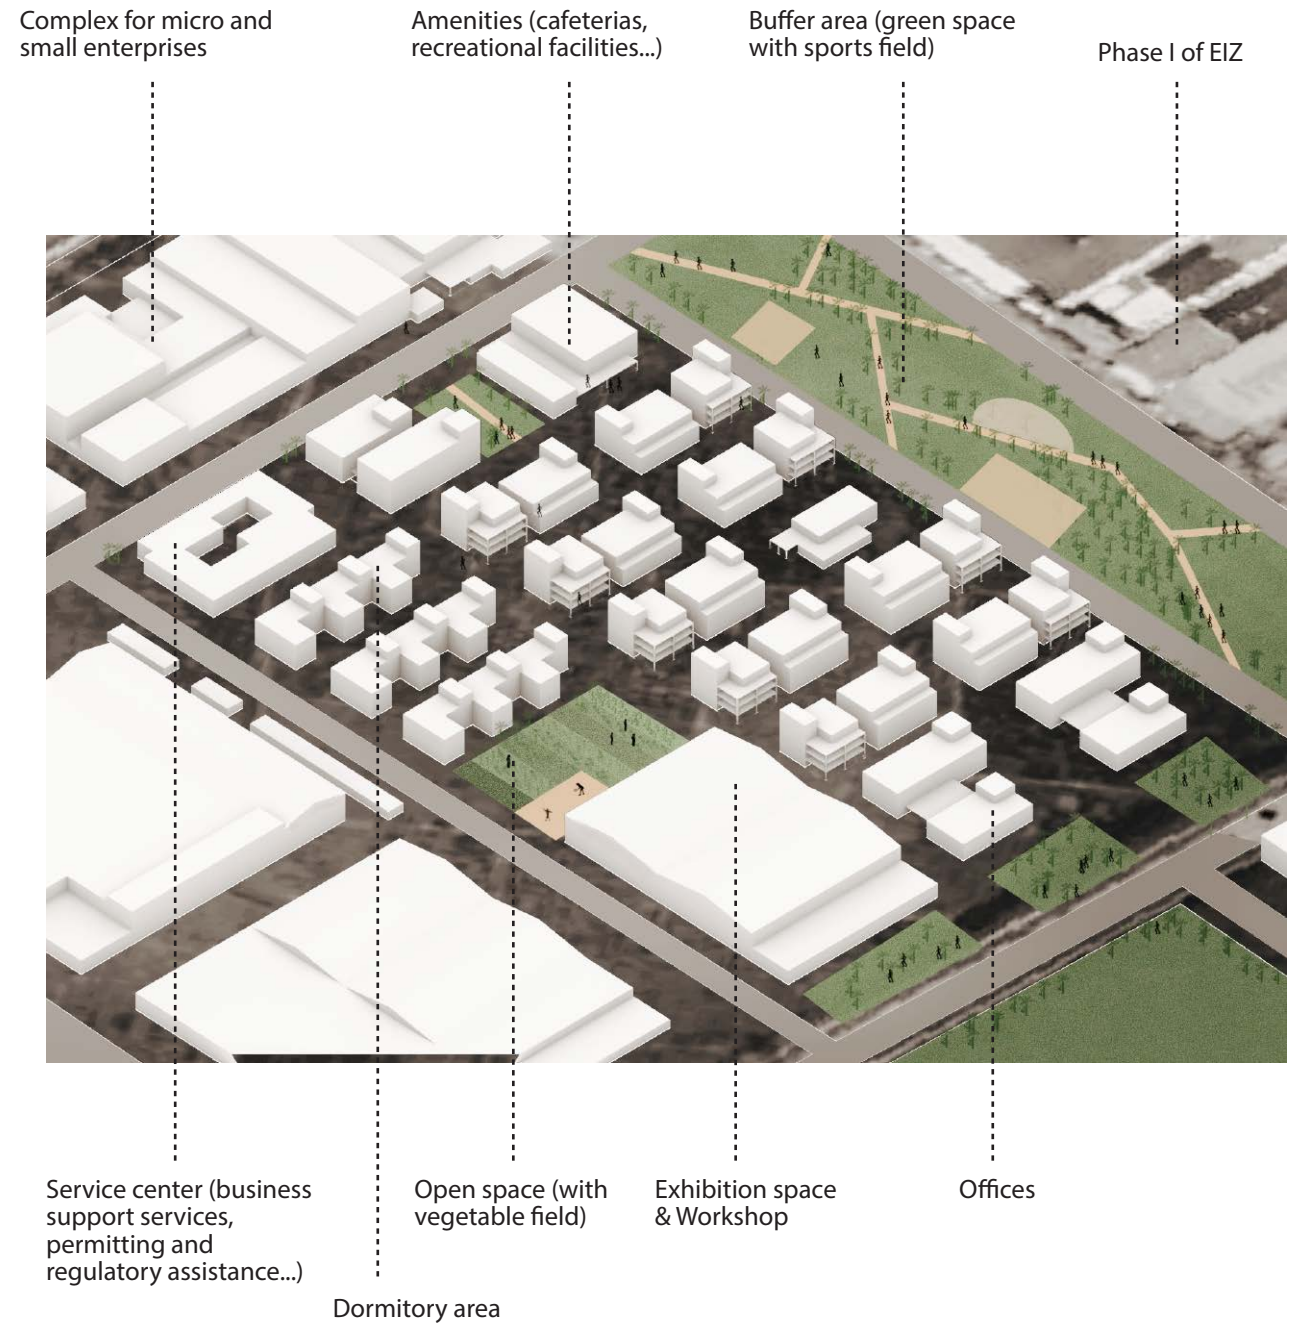 Complex for micro and
small enterprises
Amenities (cafeterias,
recreational facilities...)
Buffer area (green space
with sports field)
Phase I of EIZ
Service center (business
support services,
permitting and
regulatory assistance...)
Dormitory area
Open space (with
vegetable field)
Exhibition space
& Workshop
Offices